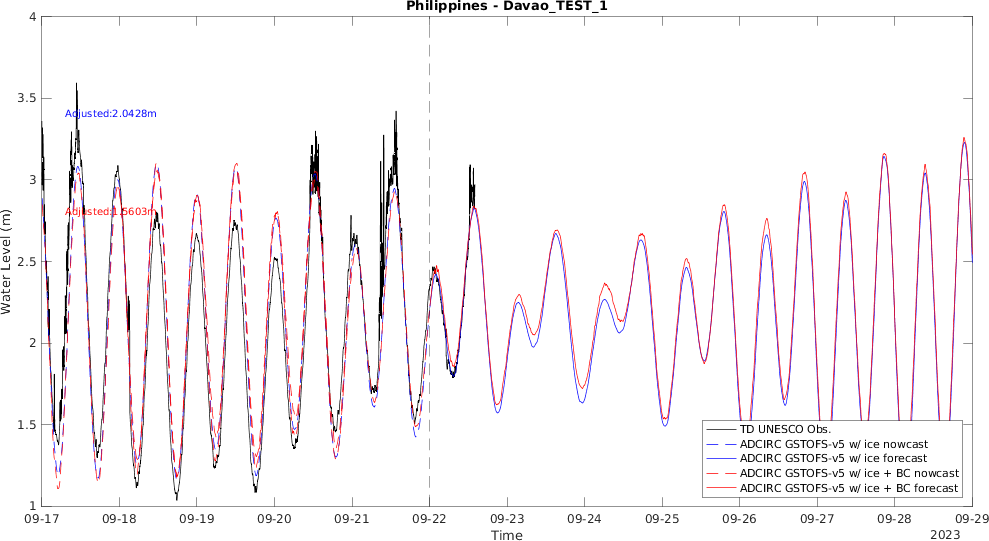 Philippines - Davao_TEST_1
4
3.5
3
2.5
2
1.5
1
Water Level (m)
Adjusted:2.0428m
Adjusted:1.5603m
TD UNESCO Obs.
ADCIRC GSTOFS-v5 w/ ice nowcast
ADCIRC GSTOFS-v5 w/ ice forecast
ADCIRC GSTOFS-v5 w/ ice + BC nowcast
ADCIRC GSTOFS-v5 w/ ice + BC forecast
09-17 09-18 09-19 09-20 09-21 09-22 09-23 09-24 09-25 09-26 09-27 09-28 09-29
Time
2023